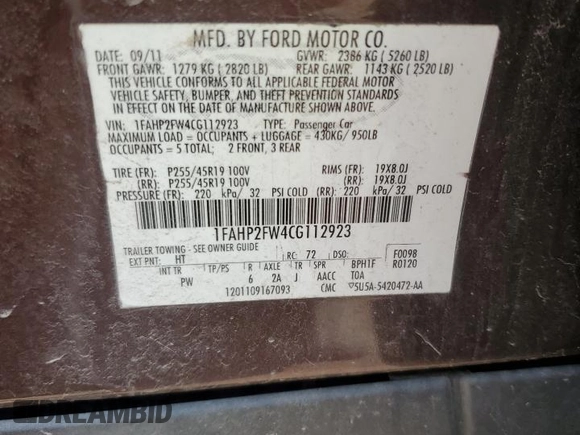 MFD. BY FORD MOTOR CO.
DATE: 09/11 GVWR: 2386 KG ( 5260 LB)
FRONT GAWR: 1279 KG ( 2820 LB) REAR GAWR: 1143 KG ( 2520 LB)
THIS VEHICLE CONFORMS TO ALL APPLICABLE FEDERAL MOTOR
VEHICLE SAFETY, BUMPER, AND THEFT PREVENTION STANDARDS
IN EFFECT ON THE DATE OF MANUFACTURE SHOWN ABOVE.
VIN: 1FAHP2FW4CG112923 TYPE: Passenger Car
MAXIMUM LOAD = OCCUPANTS + LUGGAGE = 430KG/950LB
OCCUPANTS = 5 TOTAL: 2 FRONT, 3 REAR
TIRE (FR): P255/45R19 100V RIMS (FR): 19X8.0J
(RR): P255/45R19 100V (RR): 19X8.0J
PRESSURE (FR): 220 kPa/ 32 PSI COLD (RR): 220 kPa/ 32 PSI COLD
1FAHP2FW4CG112923
TRAILER TOWING - SEE OWNER GUIDE F0098
EXT PNT: HT RC: 72 DSO: R0120
INT TR TP/PS R AXLE TR SPR BPH1F
PW 6 2A J AACC TOA
1201109167093 CMC 5U5A-5420472-AA
DREAMBID